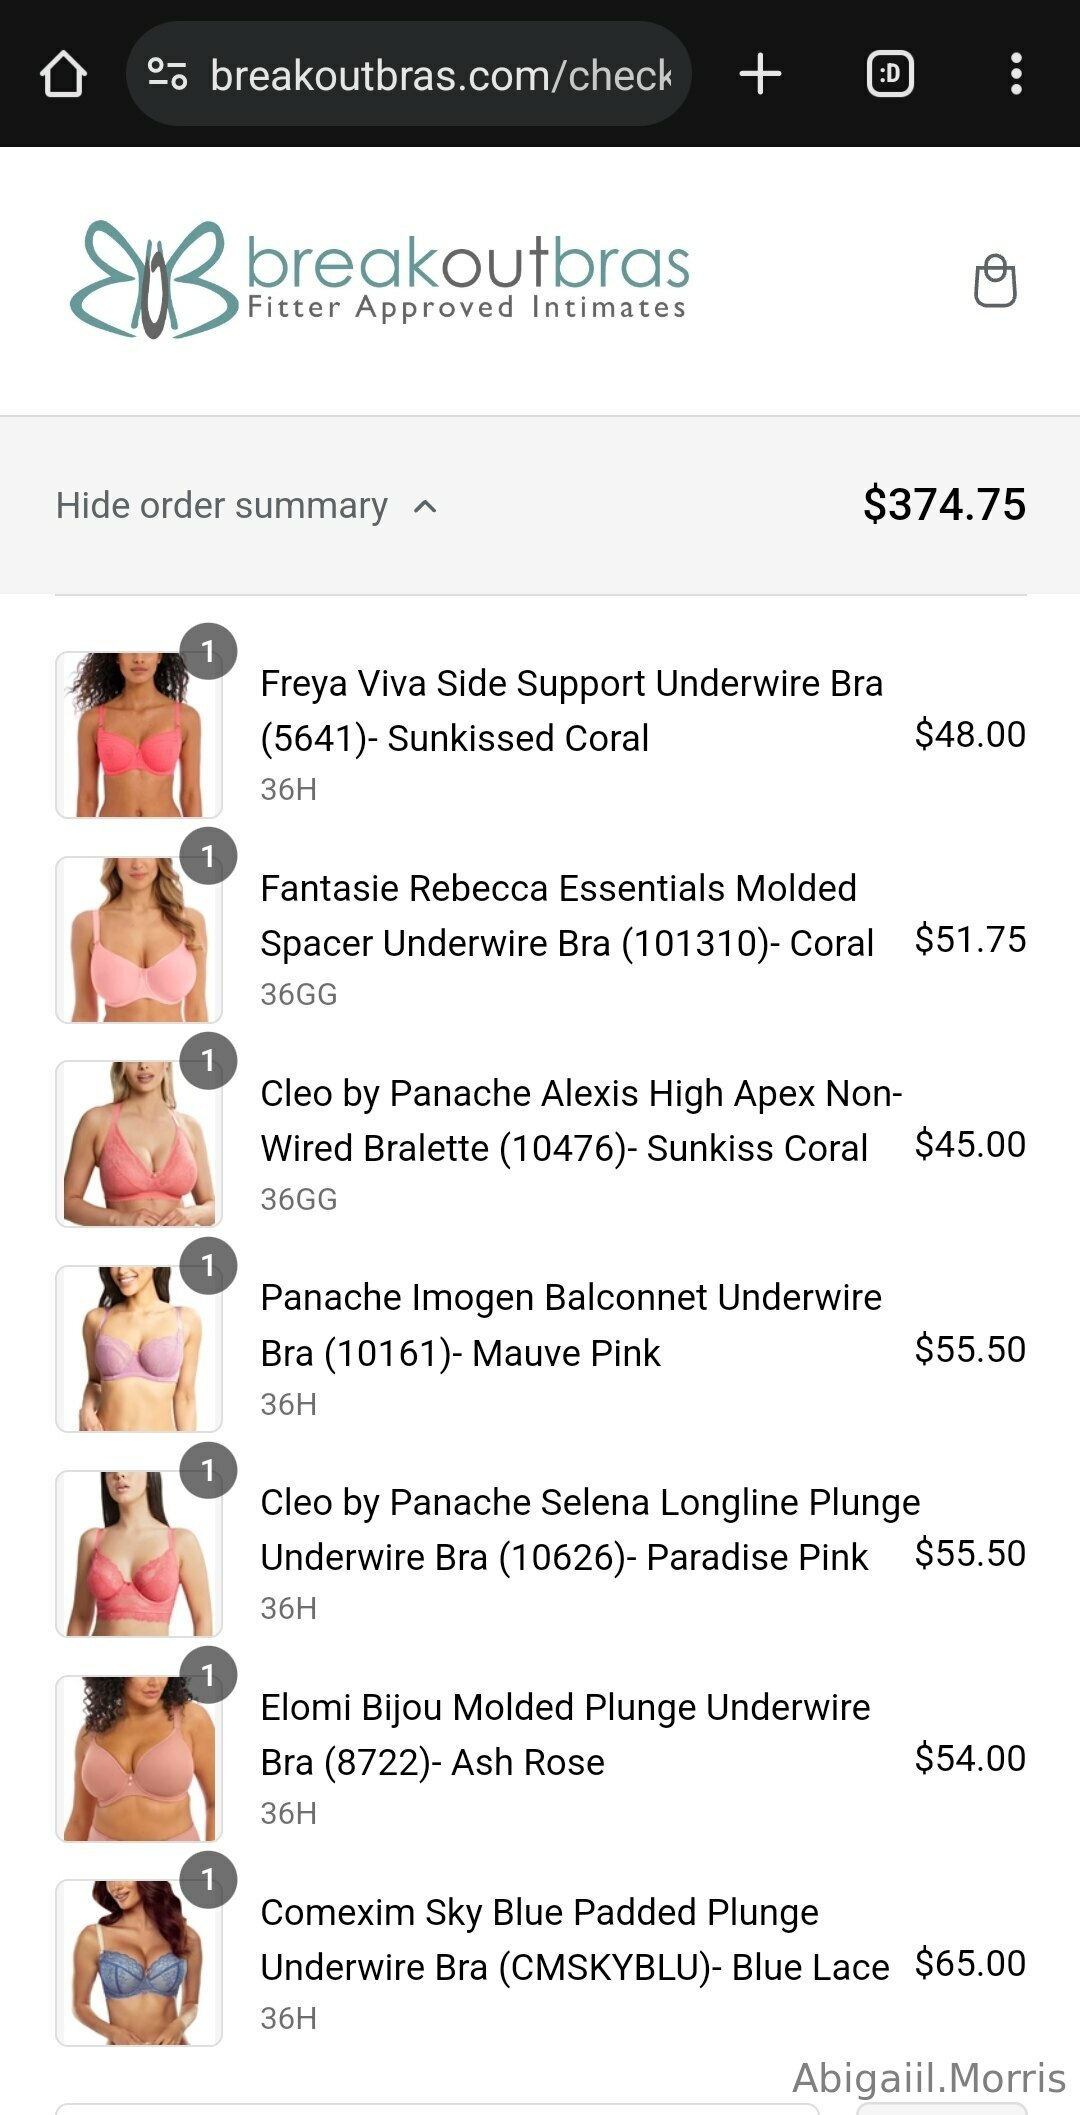 breakoutbras.com/check
:D
breakoutbras
Fitter Approved Intimates
Hide order summary
$374.75
1
Freya Viva Side Support Underwire Bra
(5641)- Sunkissed Coral
$48.00
36H
1
Fantasie Rebecca Essentials Molded
Spacer Underwire Bra (101310)- Coral
$51.75
36GG
1
Cleo by Panache Alexis High Apex Non-
Wired Bralette (10476)- Sunkiss Coral
$45.00
36GG
1
Panache Imogen Balconnet Underwire
Bra (10161)- Mauve Pink
$55.50
36H
1
Cleo by Panache Selena Longline Plunge
Underwire Bra (10626)- Paradise Pink
$55.50
36H
1
Elomi Bijou Molded Plunge Underwire
Bra (8722)- Ash Rose
$54.00
36H
1
Comexim Sky Blue Padded Plunge
Underwire Bra (CMSKYBLU)- Blue Lace
$65.00
36H
Abigaiil.Morris